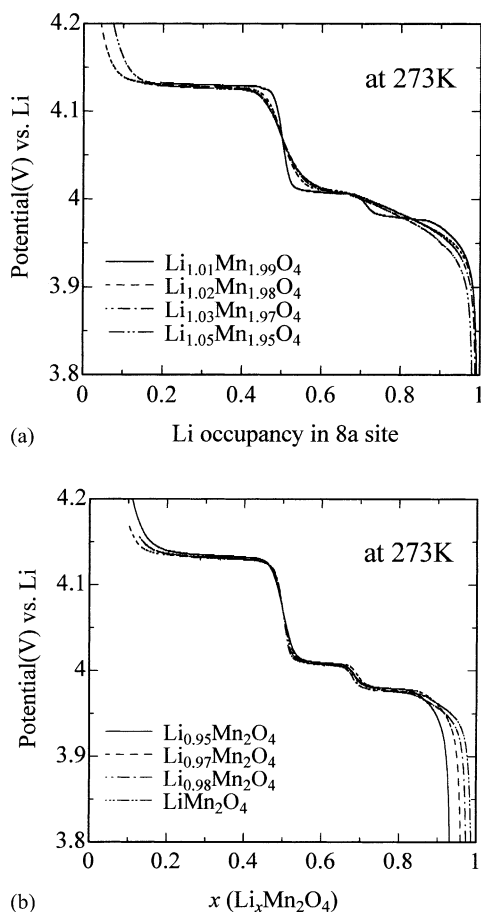 4.2
at 273K
4.1
Potential(V) vs. Li
4
3.9
Li1.01Mn1.99O4
Li1.02Mn1.98O4
Li1.03Mn1.97O4
Li1.05Mn1.95O4
3.8
0 0.2 0.4 0.6 0.8 1
(a) Li occupancy in 8a site
4.2
at 273K
4.1
Potential(V) vs. Li
4
3.9
Li0.95Mn2O4
Li0.97Mn2O4
Li0.98Mn2O4
LiMn2O4
3.8
0 0.2 0.4 0.6 0.8 1
(b) x (LixMn2O4)